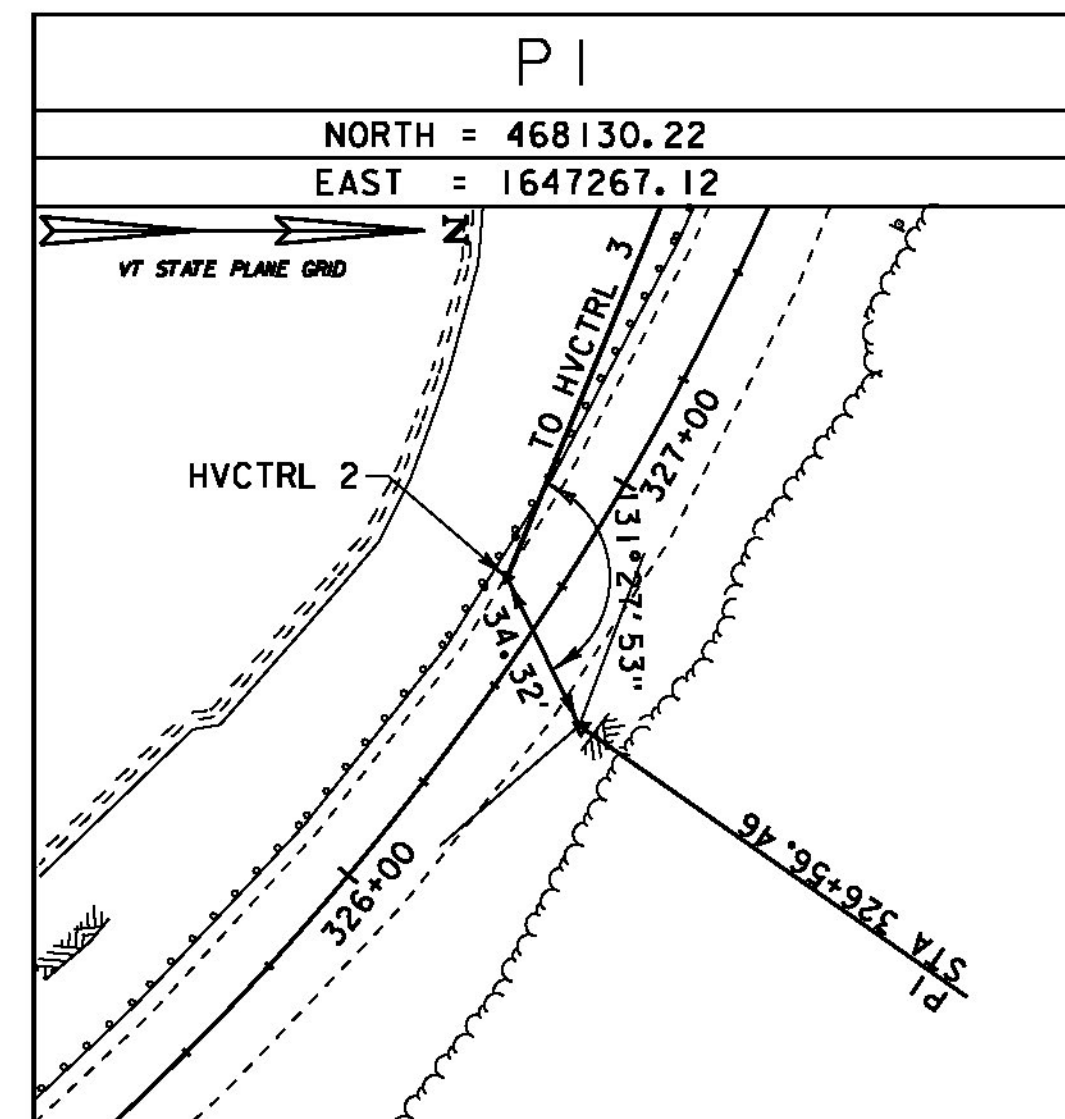 PI
NORTH = 468130.22
EAST = 1647267.12
N
VT STATE PLANE GRID
TO HVCTRL 3
HVCTRL 2
327+00
131°27'53"
34.32'
326+00
PI
STA 326+56.46